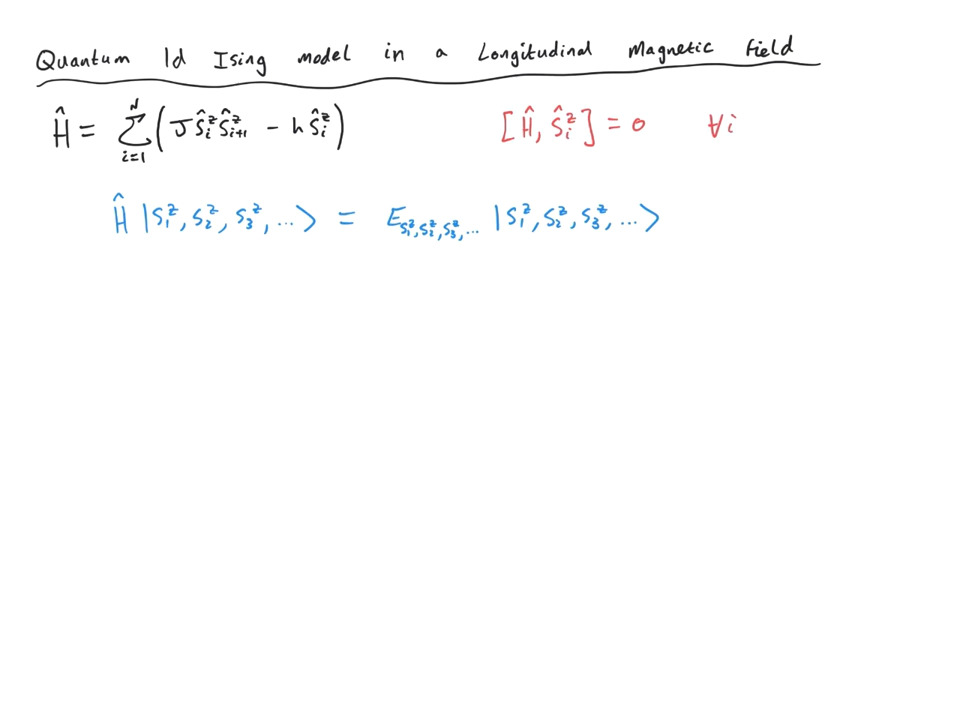 Quantum 1d Ising model in a Longitudinal Magnetic Field
Ĥ = ∑_{i=1}^{N} (J Ŝ_i^z Ŝ_{i+1}^z - h Ŝ_i^z) [Ĥ, Ŝ_i^z] = 0 ∀i
Ĥ |S_1^z, S_2^z, S_3^z, ...⟩ = E_{S_1^z, S_2^z, S_3^z, ...} |S_1^z, S_2^z, S_3^z, ...⟩